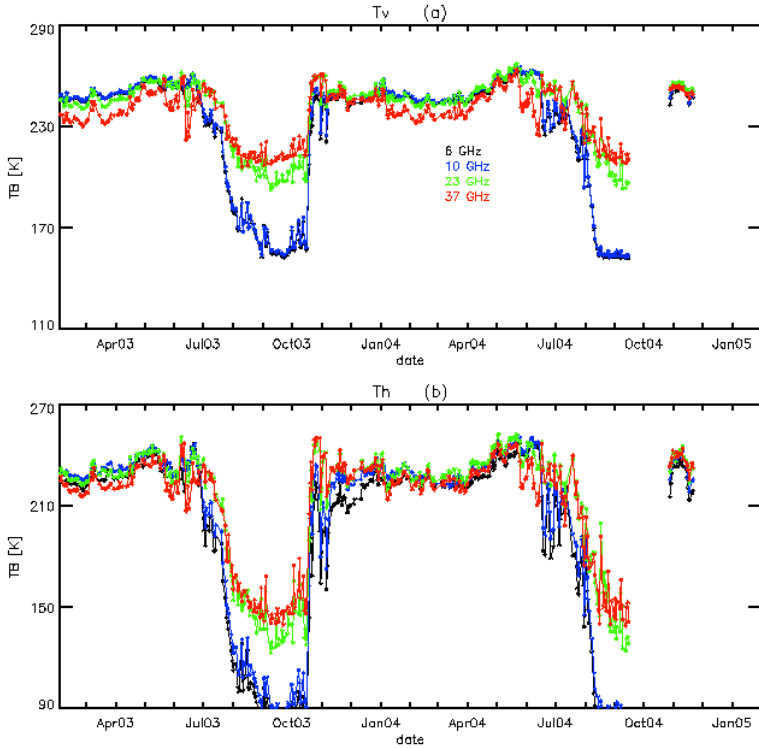 Tv (a)
290
230
170
110
TB [K]
6 GHz
10 GHz
23 GHz
37 GHz
Apr03 Jul03 Oct03 Jan04 Apr04 Jul04 Oct04 Jan05
date
Th (b)
270
210
150
90
TB [K]
Apr03 Jul03 Oct03 Jan04 Apr04 Jul04 Oct04 Jan05
date